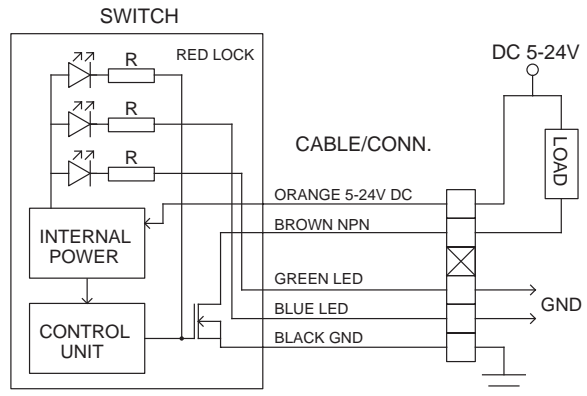 SWITCH
RED LOCK
R
R
R
DC 5-24V
LOAD
CABLE/CONN.
ORANGE 5-24V DC
BROWN NPN
INTERNAL
POWER
GREEN LED
BLUE LED
GND
CONTROL
UNIT
BLACK GND